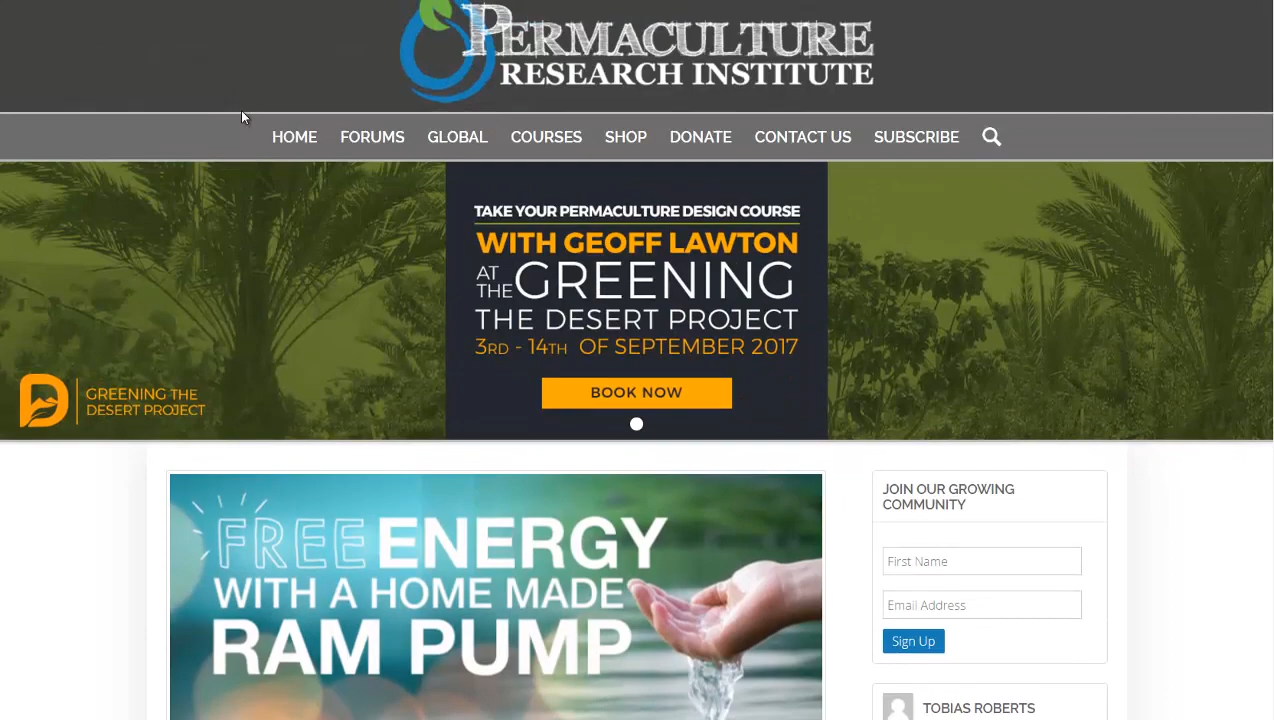 PERMACULTURE
RESEARCH INSTITUTE
HOME FORUMS GLOBAL COURSES SHOP DONATE CONTACT US SUBSCRIBE
TAKE YOUR PERMACULTURE DESIGN COURSE
WITH GEOFF LAWTON
AT THE GREENING
THE DESERT PROJECT
3RD - 14TH OF SEPTEMBER 2017
BOOK NOW
GREENING THE
DESERT PROJECT
FREE ENERGY
WITH A HOME MADE
RAM PUMP
JOIN OUR GROWING
COMMUNITY
First Name
Email Address
Sign Up
TOBIAS ROBERTS